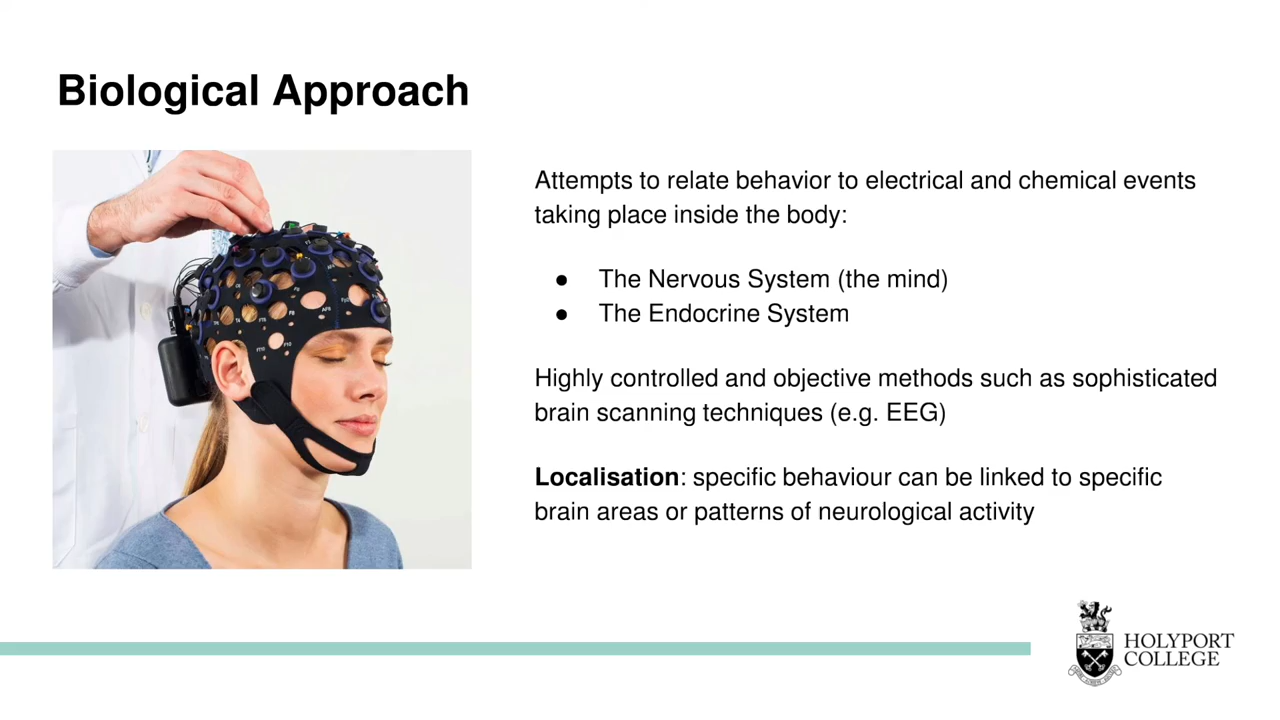 Biological Approach
Attempts to relate behavior to electrical and chemical events
taking place inside the body:
● The Nervous System (the mind)
● The Endocrine System
Highly controlled and objective methods such as sophisticated
brain scanning techniques (e.g. EEG)
Localisation: specific behaviour can be linked to specific
brain areas or patterns of neurological activity
HOLYPORT
COLLEGE